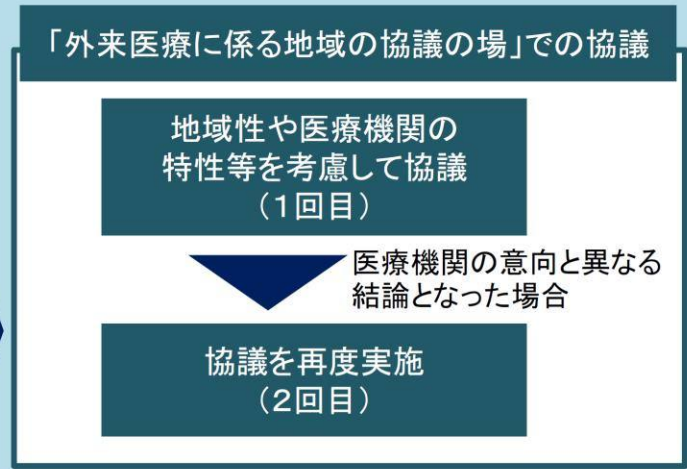 「外来医療に係る地域の協議の場」での協議
地域性や医療機関の
特性等を考慮して協議
（１回目）
医療機関の意向と異なる
結論となった場合
協議を再度実施
（２回目）